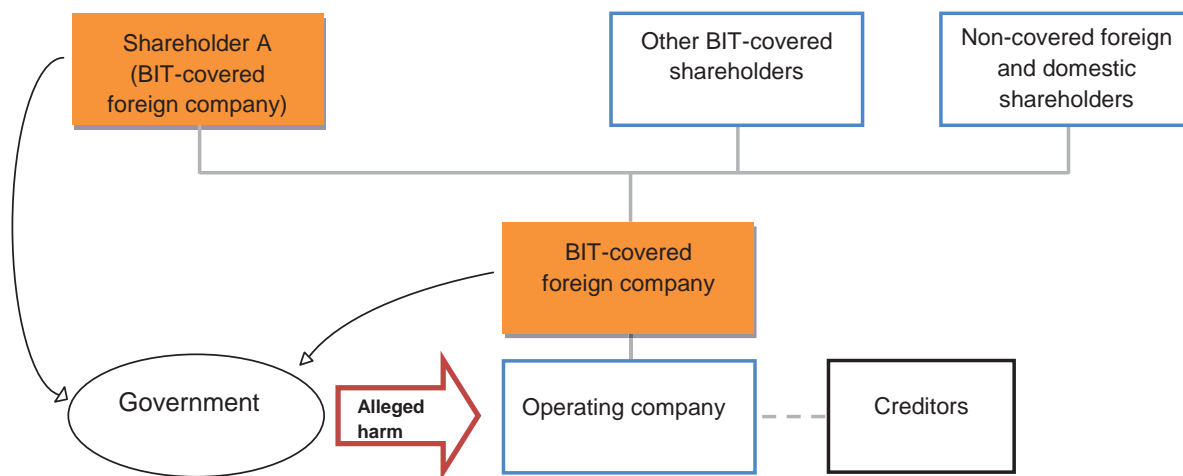 Shareholder A
(BIT-covered
foreign company)
Other BIT-covered
shareholders
Non-covered foreign
and domestic
shareholders
BIT-covered
foreign company
Government
Alleged
harm
Operating company
Creditors